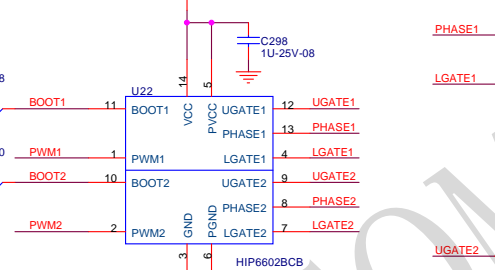 PHASE1
C298
1U-25V-08
8
LGATE1
U22
14
5
BOOT1
11
BOOT1
VCC
PVCC
UGATE1
12
UGATE1
PHASE1
13
PHASE1
0
PWM1
1
PWM1
LGATE1
4
LGATE1
BOOT2
10
BOOT2
UGATE2
9
UGATE2
PHASE2
8
PHASE2
PWM2
2
PWM2
GND
PGND
LGATE2
7
LGATE2
3
6
UGATE2
HIP6602BCB